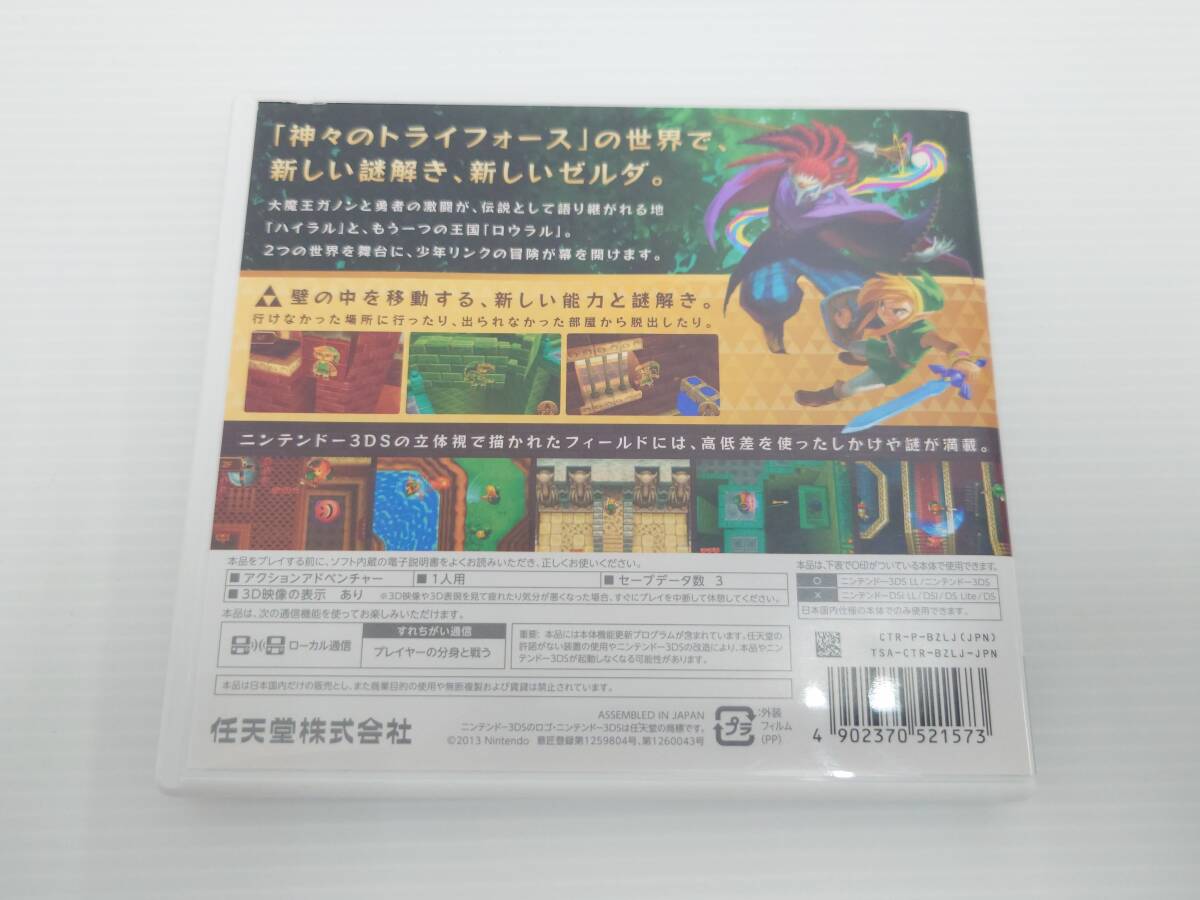 「神々のトライフォース」の世界で、
新しい謎解き、新しいゼルダ。
大魔王ガノンと勇者の激闘が、伝説として語り継がれる地
『ハイラル』と、もう一つの王国『ロウラル』。
2つの世界を舞台に、少年リンクの冒険が幕を開けます。
壁の中を移動する、新しい能力と謎解き。
行けなかった場所に行ったり、出られなかった部屋から脱出したり。
ニンテンドー3DSの立体視で描かれたフィールドには、高低差を使ったしかけや謎が満載。
本品をプレイする前に、ソフト内蔵の電子説明書をよくお読みいただき、正しくお使いください。
■アクションアドベンチャー
■1人用
■セーブデータ数 3
■3D映像の表示 あり
※3D映像や3D表現を見て疲れたり気分が悪くなった場合、すぐにプレイを中断して休憩してください。
本品は、次の通信機能を使ってお楽しみいただけます。
ローカル通信
すれちがい通信
プレイヤーの分身と戦う
重要: 本品には本体機能更新プログラムが含まれています。任天堂の
許諾がない装置の使用やニンテンドー3DSの改造により、本品やニン
テンドー3DSが起動しなくなる可能性があります。
本品は、下表で○印がついている本体で使用できます。
○ ニンテンドー3DS LL/ニンテンドー3DS
× ニンテンドーDSi LL/DSi/DS Lite/DS
日本国内仕様の本体でのみ使用できます。
CTR-P-BZLJ(JPN)
TSA-CTR-BZLJ-JPN
本品は日本国内だけの販売とし、また商業目的の使用や無断複製および賃貸は禁止されています。
任天堂株式会社
ASSEMBLED IN JAPAN
ニンテンドー3DSのロゴ・ニンテンドー3DSは任天堂の商標です。
©2013 Nintendo 意匠登録第1259804号、第1260043号
プラ
:外装
フィルム
(PP)
4 902370 521573